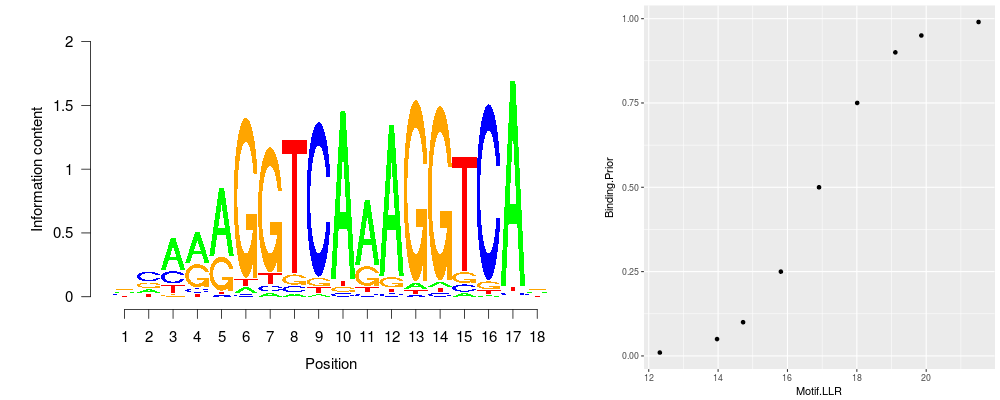 2
1.5
1
0.5
0
Information content
A A A G G T C A A A G G T C A
1 2 3 4 5 6 7 8 9 10 11 12 13 14 15 16 17 18
Position
1.00
0.75
0.50
0.25
0.00
Binding.Prior
12 14 16 18 20
Motif.LLR